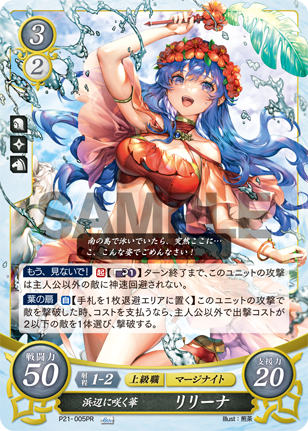 3
2
SAMPLE
南の島で泳いでいたら、突然ここに…
こ、こんな姿でごめんなさい!
もう、見ないで! 起 [1]ターン終了まで、このユニットの攻撃
は主人公以外の敵に神速回避されない。
葉の扇 自【手札を1枚退避エリアに置く】このユニットの攻撃で
敵を撃破した時、コストを支払うなら、主人公以外で出撃コストが
2以下の敵を1体選び、撃破する。
戦闘力
50
射程 1-2 上級職 マージナイト
支援力
20
浜辺に咲く華 リリーナ
P21-005PR
Illust:煎茶